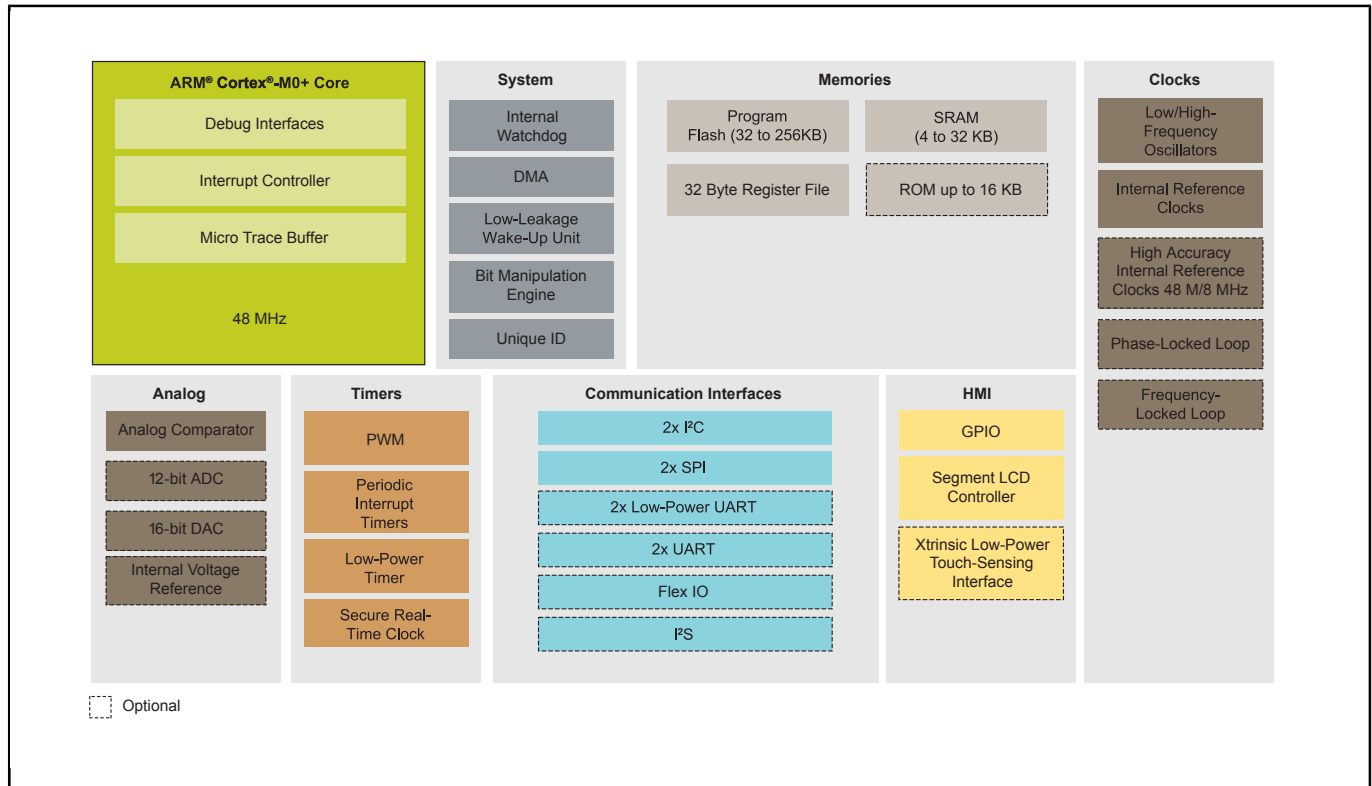 ARM® Cortex®-M0+ Core
Debug Interfaces
Interrupt Controller
Micro Trace Buffer
48 MHz
System
Internal
Watchdog
DMA
Low-Leakage
Wake-Up Unit
Bit Manipulation
Engine
Unique ID
Memories
Program
Flash (32 to 256KB)
SRAM
(4 to 32 KB)
32 Byte Register File
ROM up to 16 KB
Clocks
Low/High-
Frequency
Oscillators
Internal Reference
Clocks
High Accuracy
Internal Reference
Clocks 48 M/8 MHz
Phase-Locked Loop
Frequency-
Locked Loop
Analog
Analog Comparator
12-bit ADC
16-bit DAC
Internal Voltage
Reference
Timers
PWM
Periodic
Interrupt
Timers
Low-Power
Timer
Secure Real-
Time Clock
Communication Interfaces
2x I²C
2x SPI
2x Low-Power UART
2x UART
Flex IO
I²S
HMI
GPIO
Segment LCD
Controller
Xtrinsic Low-Power
Touch-Sensing
Interface
Optional